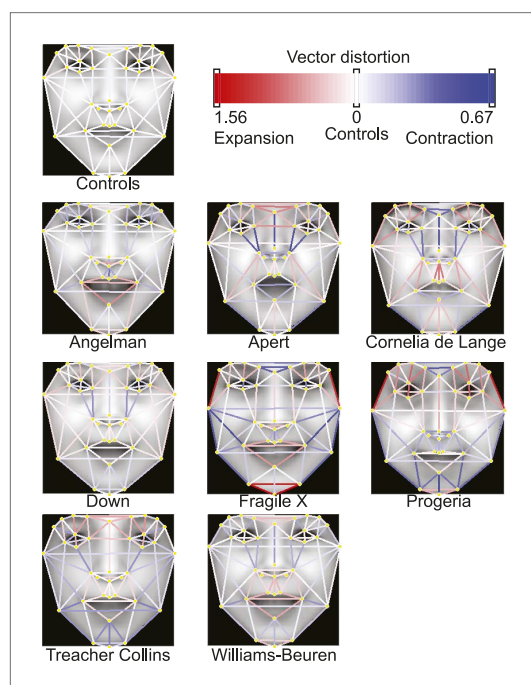 Vector distortion
1.56 0 0.67
Expansion Controls Contraction
Controls
Angelman Apert Cornelia de Lange
Down Fragile X Progeria
Treacher Collins Williams-Beuren